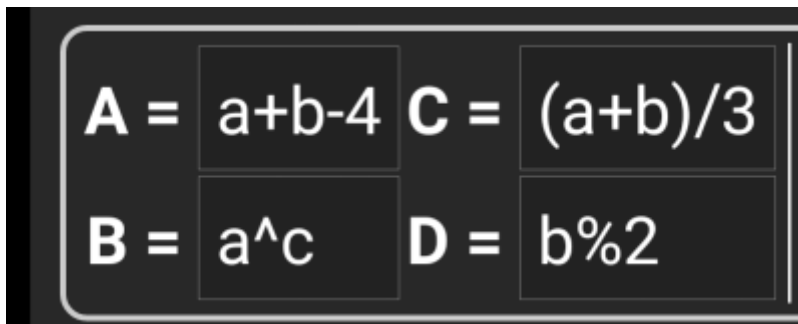 A = a+b-4 C = (a+b)/3
B = a^c D = b%2